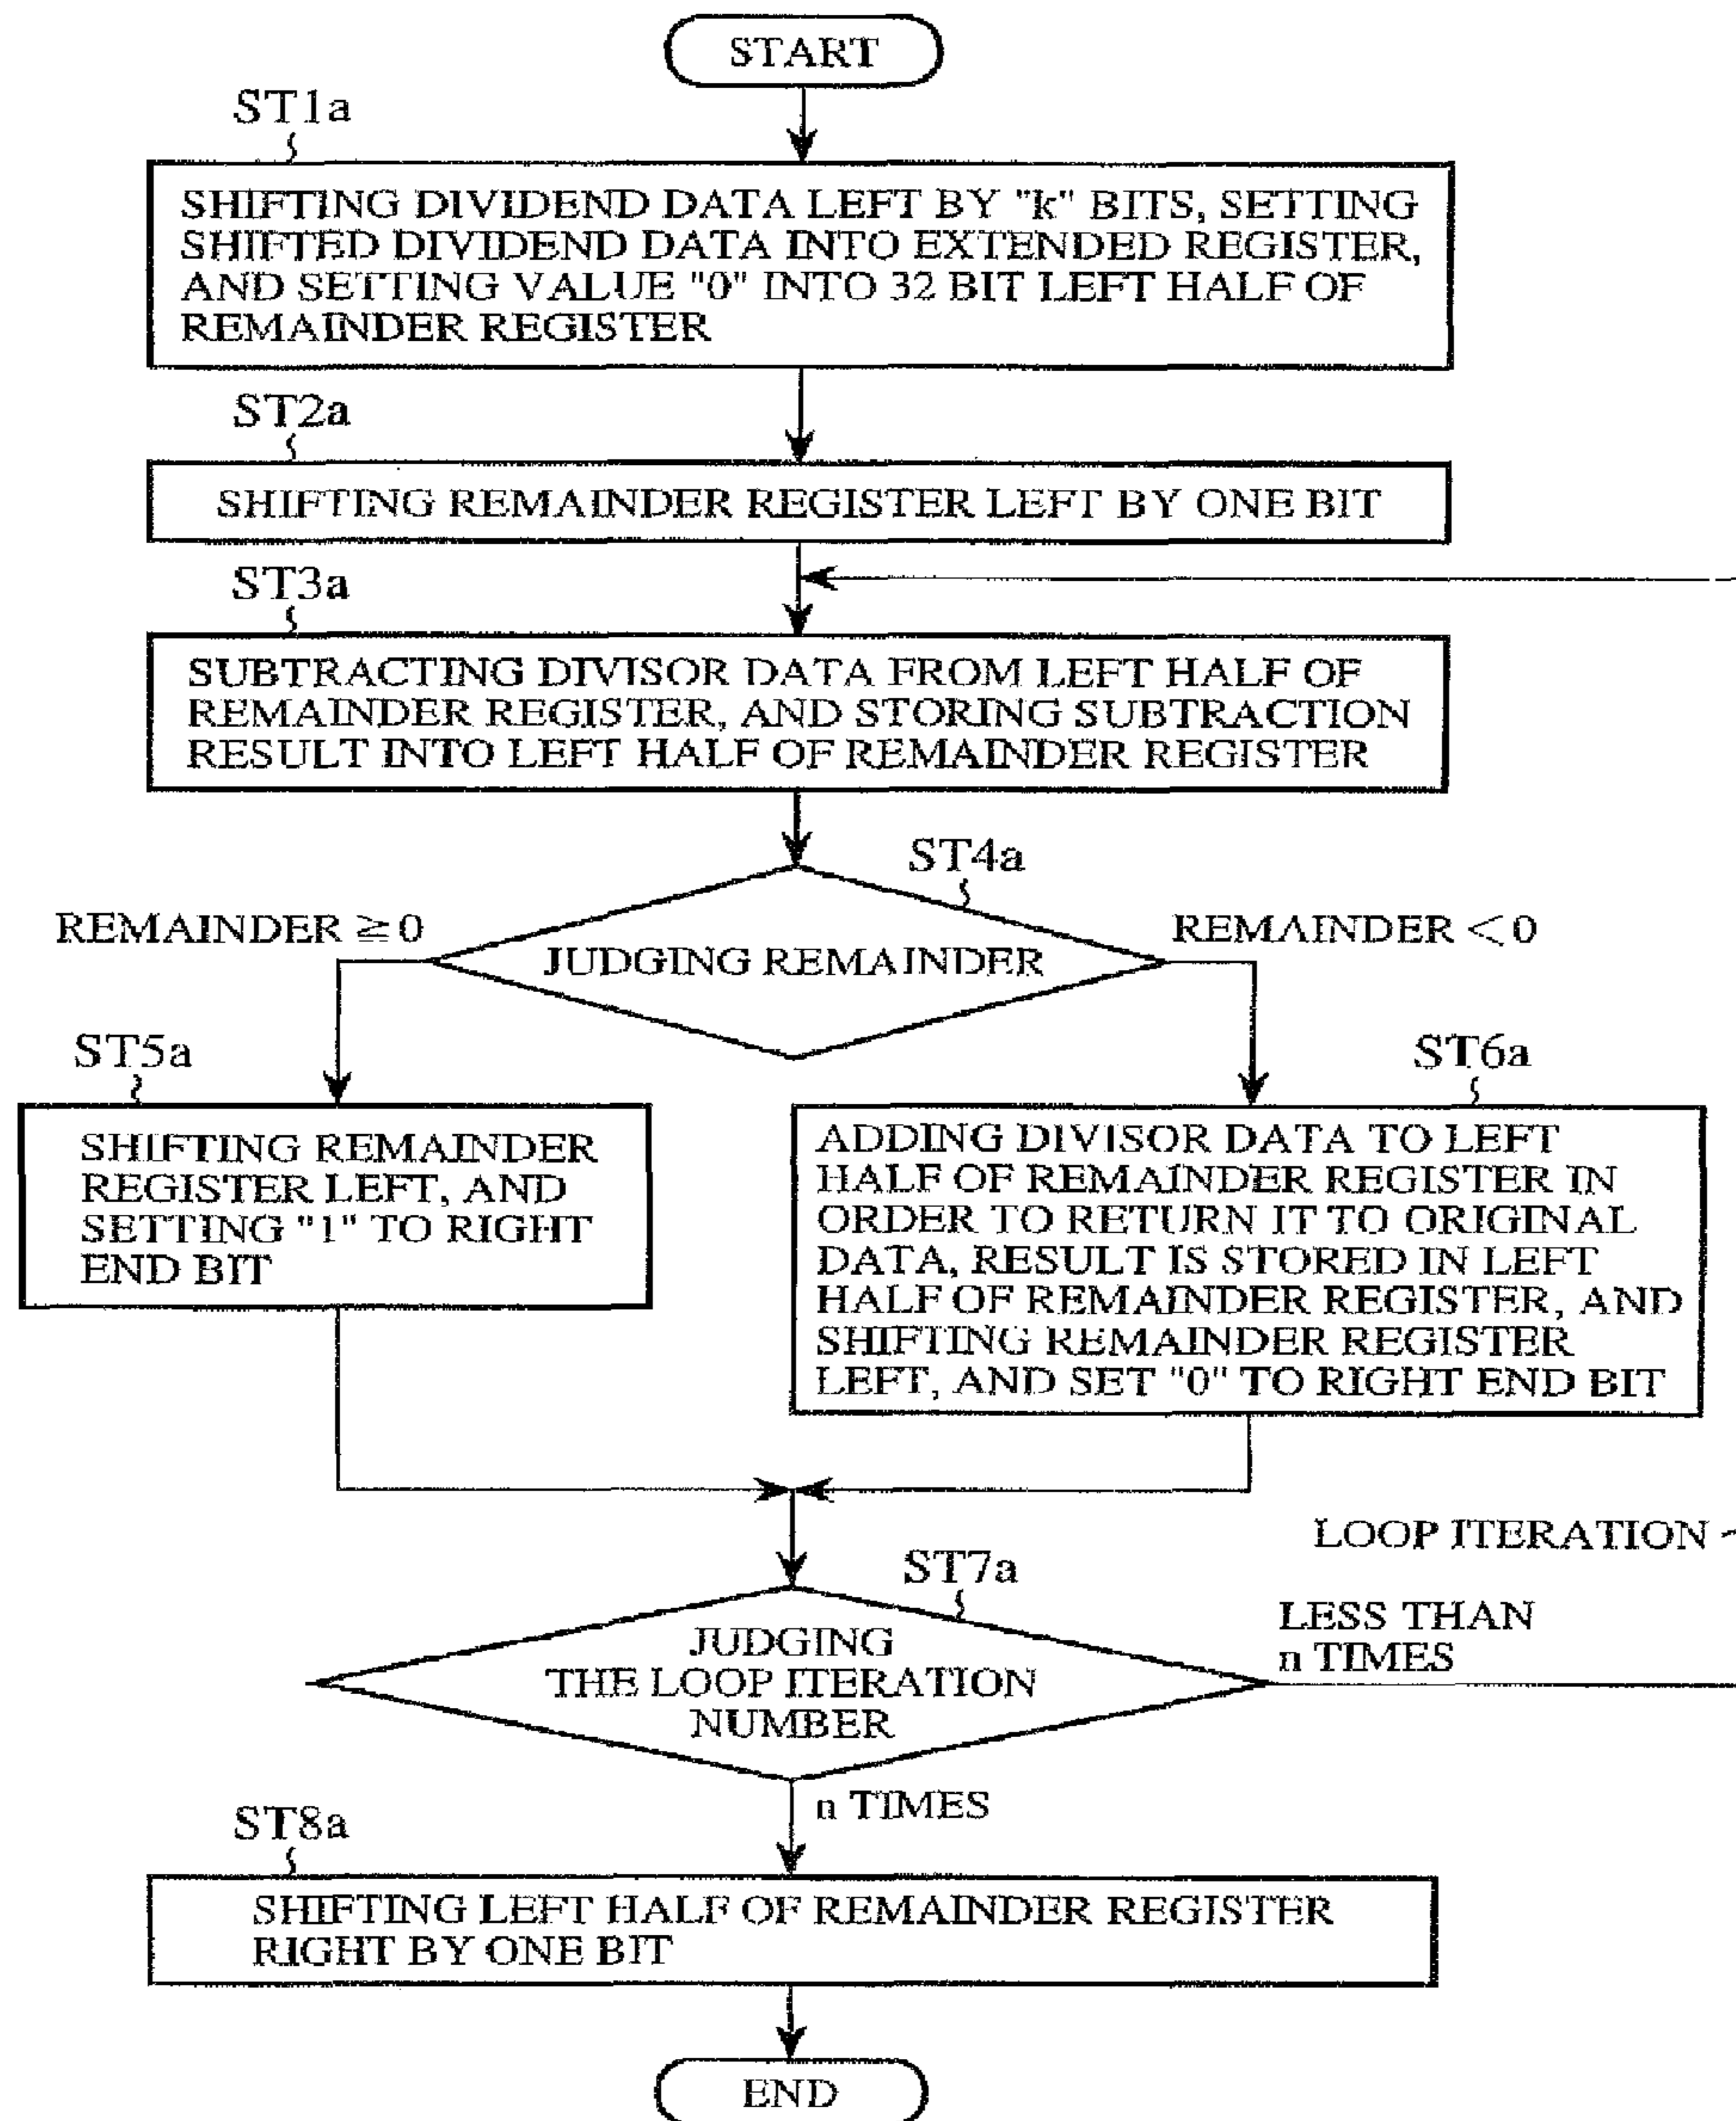 START
ST1a
SHIFTING DIVIDEND DATA LEFT BY "k" BITS, SETTING
SHIFTED DIVIDEND DATA INTO EXTENDED REGISTER,
AND SETTING VALUE "0" INTO 32 BIT LEFT HALF OF
REMAINDER REGISTER
ST2a
SHIFTING REMAINDER REGISTER LEFT BY ONE BIT
ST3a
SUBTRACTING DIVISOR DATA FROM LEFT HALF OF
REMAINDER REGISTER, AND STORING SUBTRACTION
RESULT INTO LEFT HALF OF REMAINDER REGISTER
ST4a
REMAINDER ≧ 0
REMAINDER < 0
JUDGING REMAINDER
ST5a
SHIFTING REMAINDER
REGISTER LEFT, AND
SETTING "1" TO RIGHT
END BIT
ST6a
ADDING DIVISOR DATA TO LEFT
HALF OF REMAINDER REGISTER IN
ORDER TO RETURN IT TO ORIGINAL
DATA, RESULT IS STORED IN LEFT
HALF OF REMAINDER REGISTER, AND
SHIFTING REMAINDER REGISTER
LEFT, AND SET "0" TO RIGHT END BIT
LOOP ITERATION
ST7a
JUDGING
THE LOOP ITERATION
NUMBER
LESS THAN
n TIMES
n TIMES
ST8a
SHIFTING LEFT HALF OF REMAINDER REGISTER
RIGHT BY ONE BIT
END